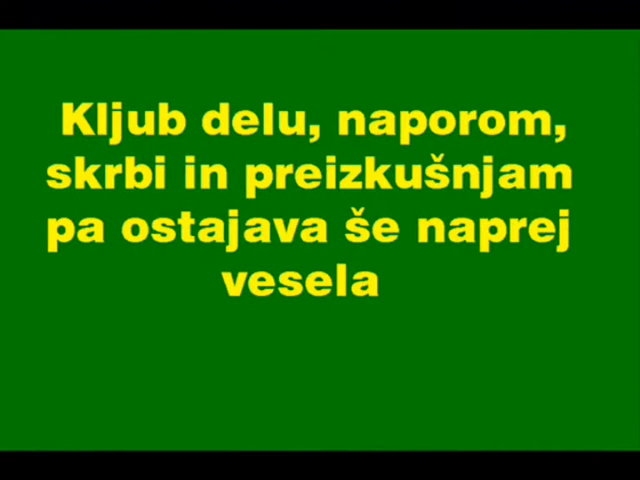 Kljub delu, naporom,
skrbi in preizkušnjam
pa ostajava še naprej
vesela